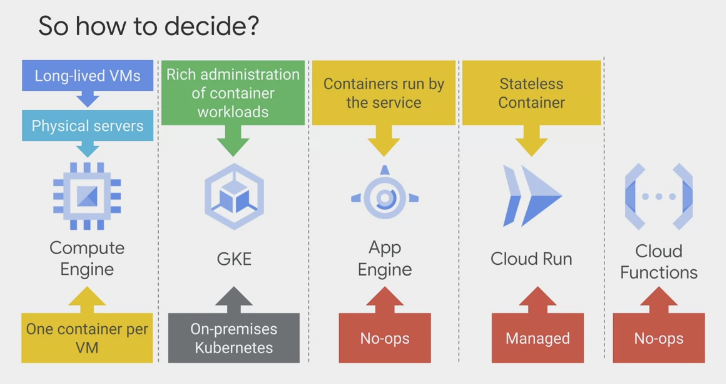 So how to decide?
Long-lived VMs
Physical servers
Compute
Engine
One container per
VM
Rich administration
of container
workloads
GKE
On-premises
Kubernetes
Containers run by
the service
App
Engine
No-ops
Stateless
Container
Cloud Run
Managed
Cloud
Functions
No-ops